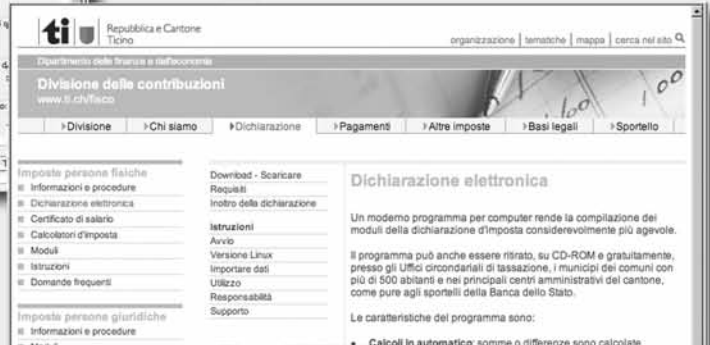 ti
Repubblica e Cantone
Ticino
organizzazione | tematiche | mappa | cerca nel sito
Dipartimento delle finanze e dell'economia
Divisione delle contribuzioni
www.ti.ch/fisco
Divisione
Chi siamo
Dichiarazione
Pagamenti
Altre imposte
Basi legali
Sportello
Imposte persone fisiche
Informazioni e procedure
Dichiarazione elettronica
Certificato di salario
Calcolatori d'imposta
Moduli
Istruzioni
Domande frequenti
Imposte persone giuridiche
Informazioni e procedure
Download - Scaricare
Requisiti
Inoltro della dichiarazione
Istruzioni
Avvio
Versione Linux
Importare dati
Utilizzo
Responsabilità
Supporto
Dichiarazione elettronica
Un moderno programma per computer rende la compilazione dei
moduli della dichiarazione d'imposta considerevolmente più agevole.
Il programma può anche essere ritirato, su CD-ROM e gratuitamente,
presso gli Uffici circondariali di tassazione, i municipi dei comuni con
più di 500 abitanti e nei principali centri amministrativi del cantone,
come pure agli sportelli della Banca dello Stato.
Le caratteristiche del programma sono:
Calcoli in automatico: somme o differenze sono calcolate